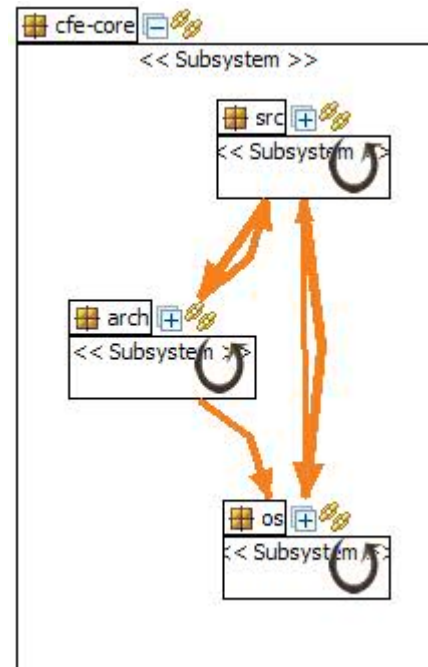 cfe-core
<< Subsystem >>
src
<< Subsystem >>
arch
<< Subsystem >>
os
<< Subsystem >>